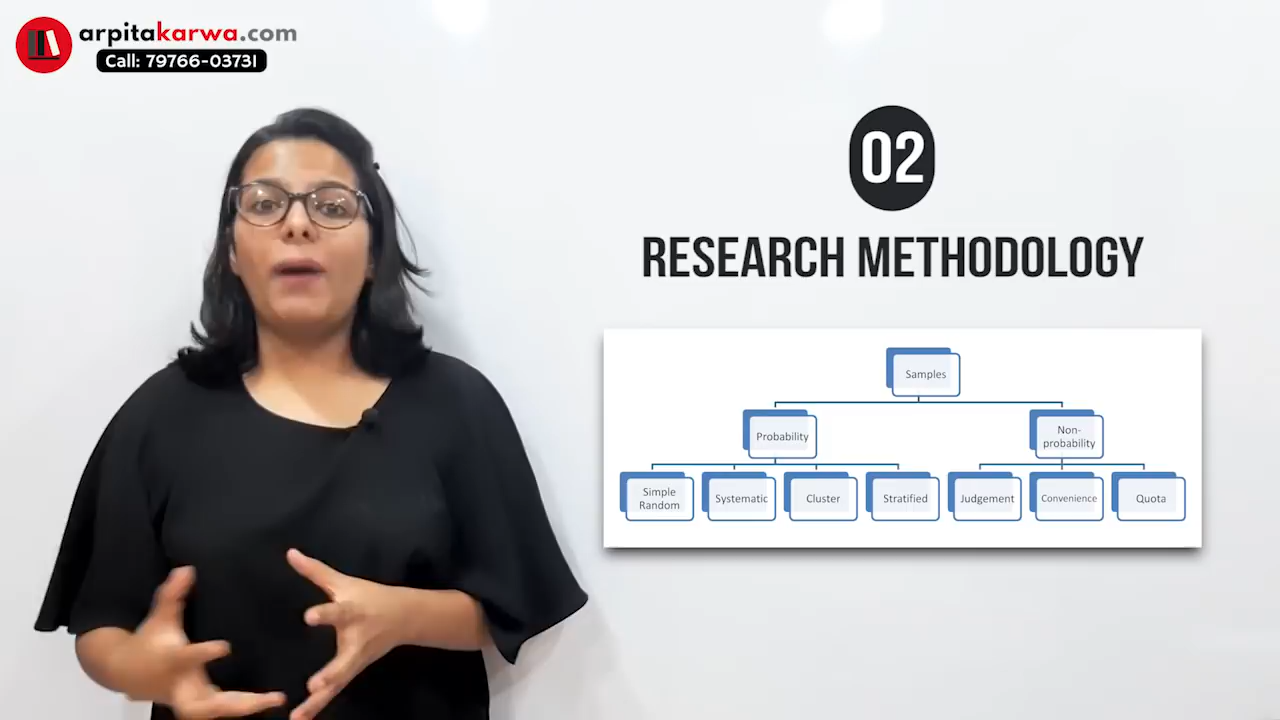 arpitakarwa.com
Call: 79766-03731
02
RESEARCH METHODOLOGY
Samples
Probability
Non-
probability
Simple
Random
Systematic
Cluster
Stratified
Judgement
Convenience
Quota